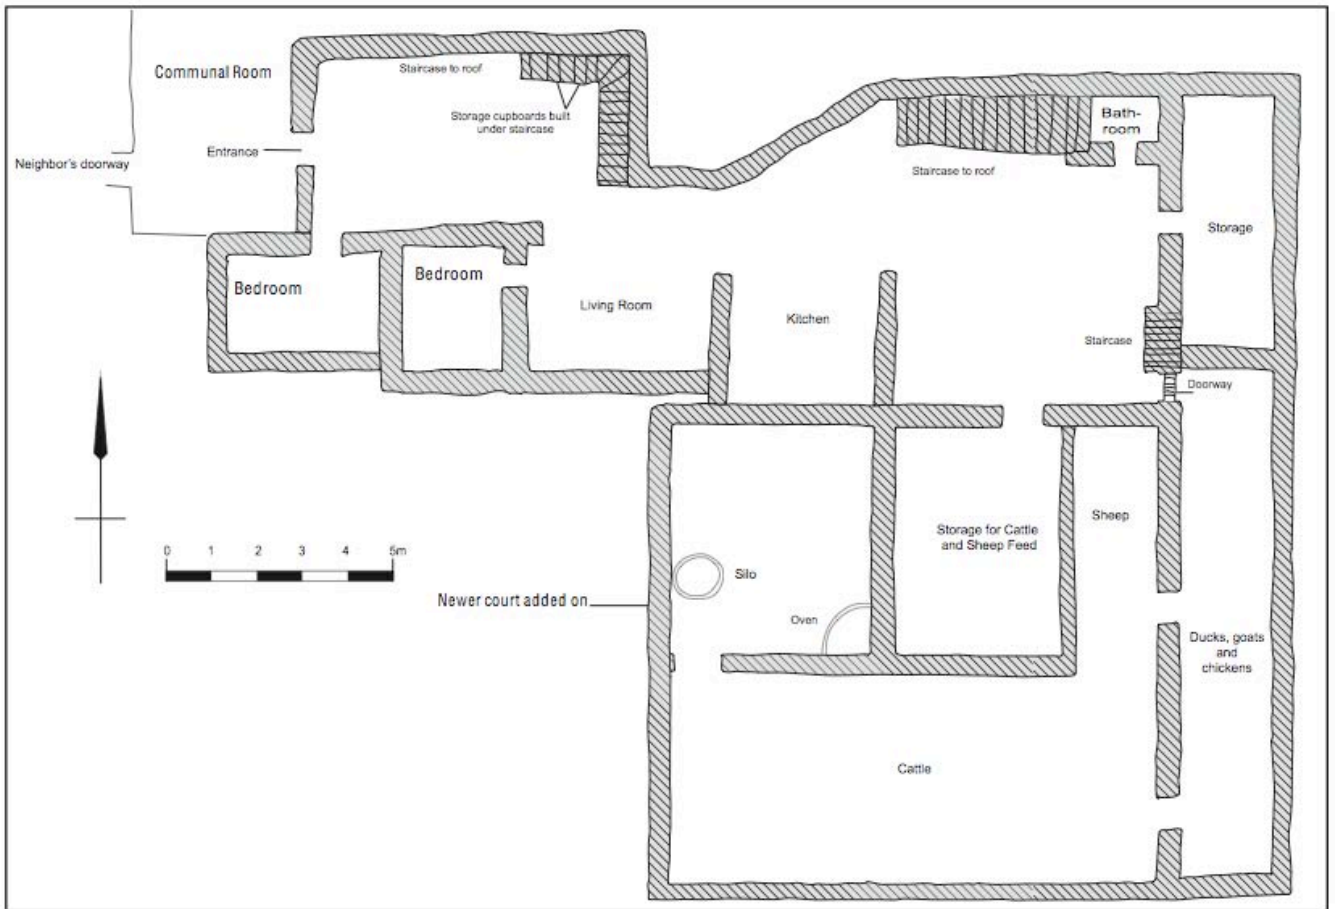 Communal Room
Staircase to roof
Storage cupboards built
under staircase
Entrance
Neighbor's doorway
Bath-
room
Staircase to roof
Storage
Bedroom
Bedroom
Living Room
Kitchen
Staircase
Doorway
Sheep
Storage for Cattle
and Sheep Feed
0 1 2 3 4 5m
Silo
Newer court added on
Oven
Ducks, goats
and
chickens
Cattle